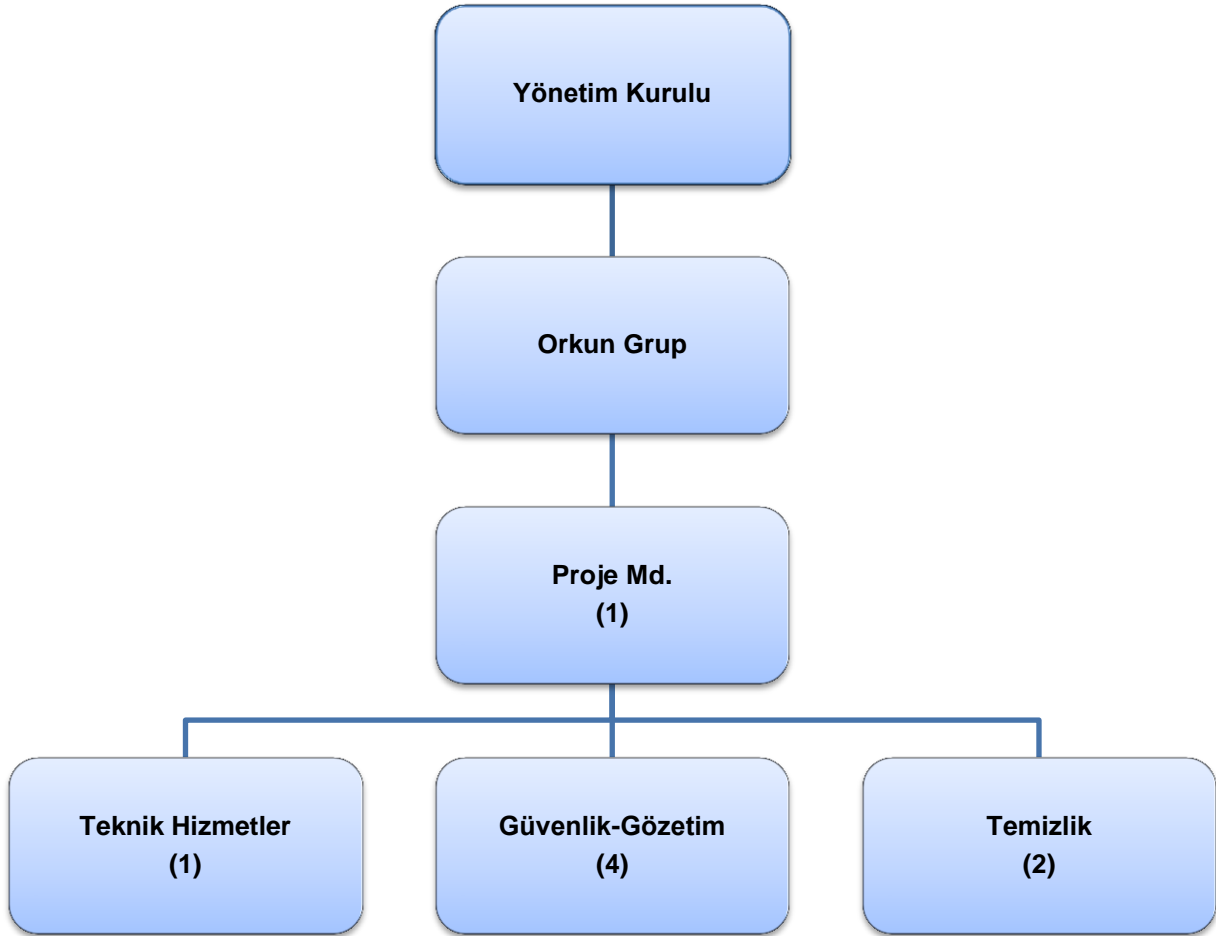 Yönetim Kurulu
Orkun Grup
Proje Md.
(1)
Teknik Hizmetler
(1)
Güvenlik-Gözetim
(4)
Temizlik
(2)